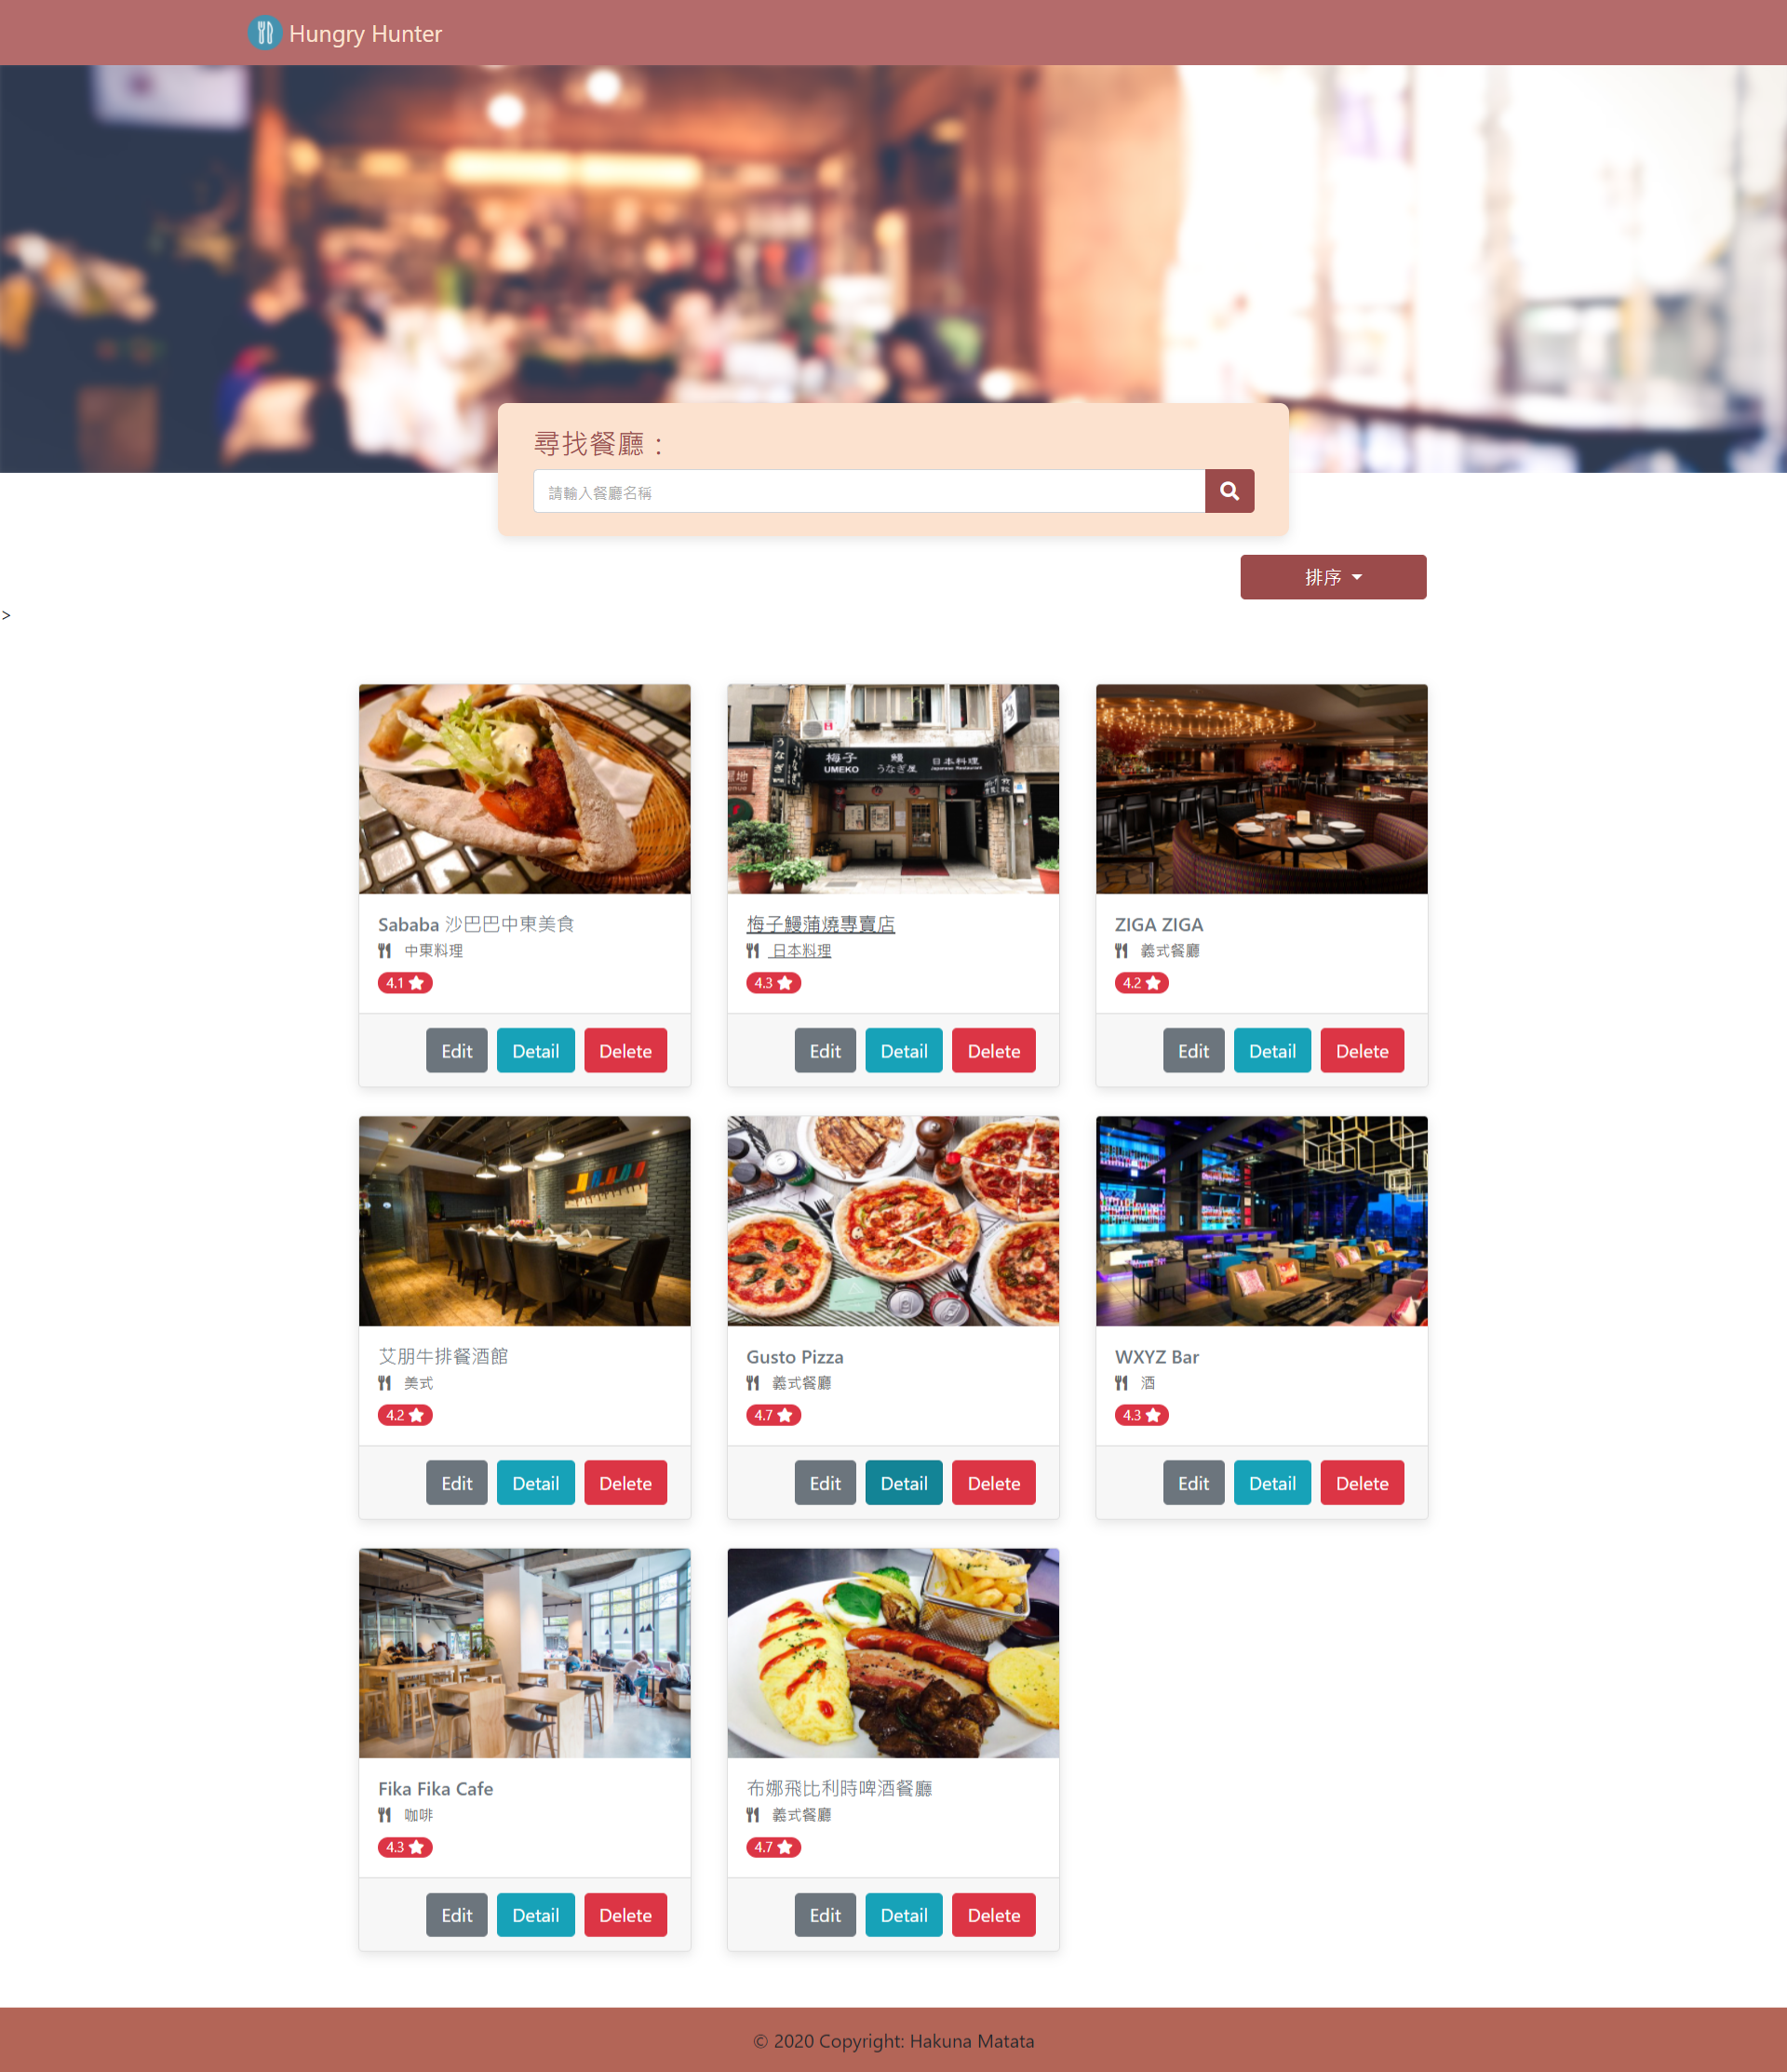 Hungry Hunter
尋找餐廳：
請輸入餐廳名稱
排序
>
梅子 鰻 日本料理
UMEKO うなぎ屋 Japanese Restaurant
うなぎ
Sababa 沙巴巴中東美食
中東料理
4.1
Edit Detail Delete
梅子鰻蒲燒專賣店
日本料理
4.3
Edit Detail Delete
ZIGA ZIGA
義式餐廳
4.2
Edit Detail Delete
WXYZ
艾朋牛排餐酒館
美式
4.2
Edit Detail Delete
Gusto Pizza
義式餐廳
4.7
Edit Detail Delete
WXYZ Bar
酒
4.3
Edit Detail Delete
Fika Fika Cafe
咖啡
4.3
Edit Detail Delete
布娜飛比利時啤酒餐廳
義式餐廳
4.7
Edit Detail Delete
© 2020 Copyright: Hakuna Matata